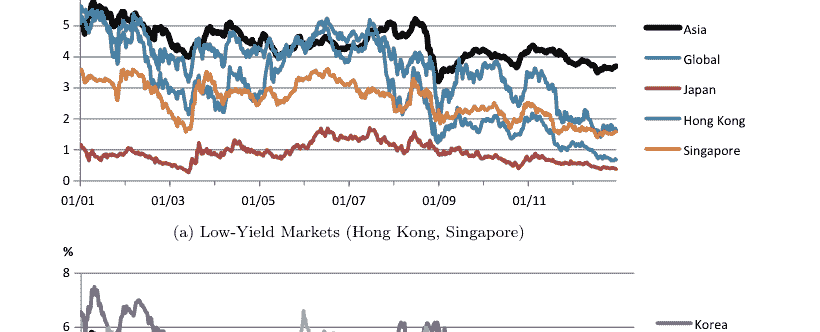 5
Asia
4
Global
3
Japan
2
Hong Kong
1
Singapore
0
01/01 01/03 01/05 01/07 01/09 01/11
(a) Low-Yield Markets (Hong Kong, Singapore)
%
8
6
Korea